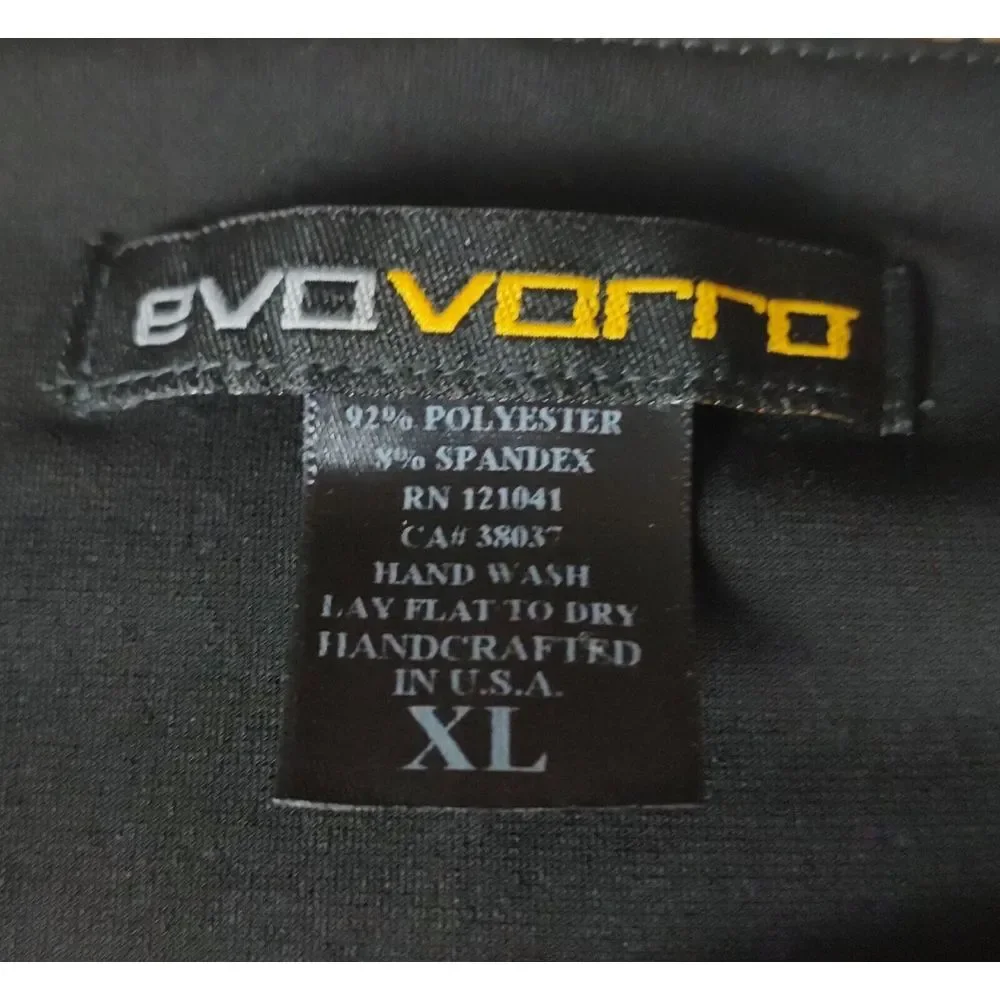 evovorro
92% POLYESTER
8% SPANDEX
RN 121041
CA# 38037
HAND WASH
LAY FLAT TO DRY
HANDCRAFTED
IN U.S.A.
XL